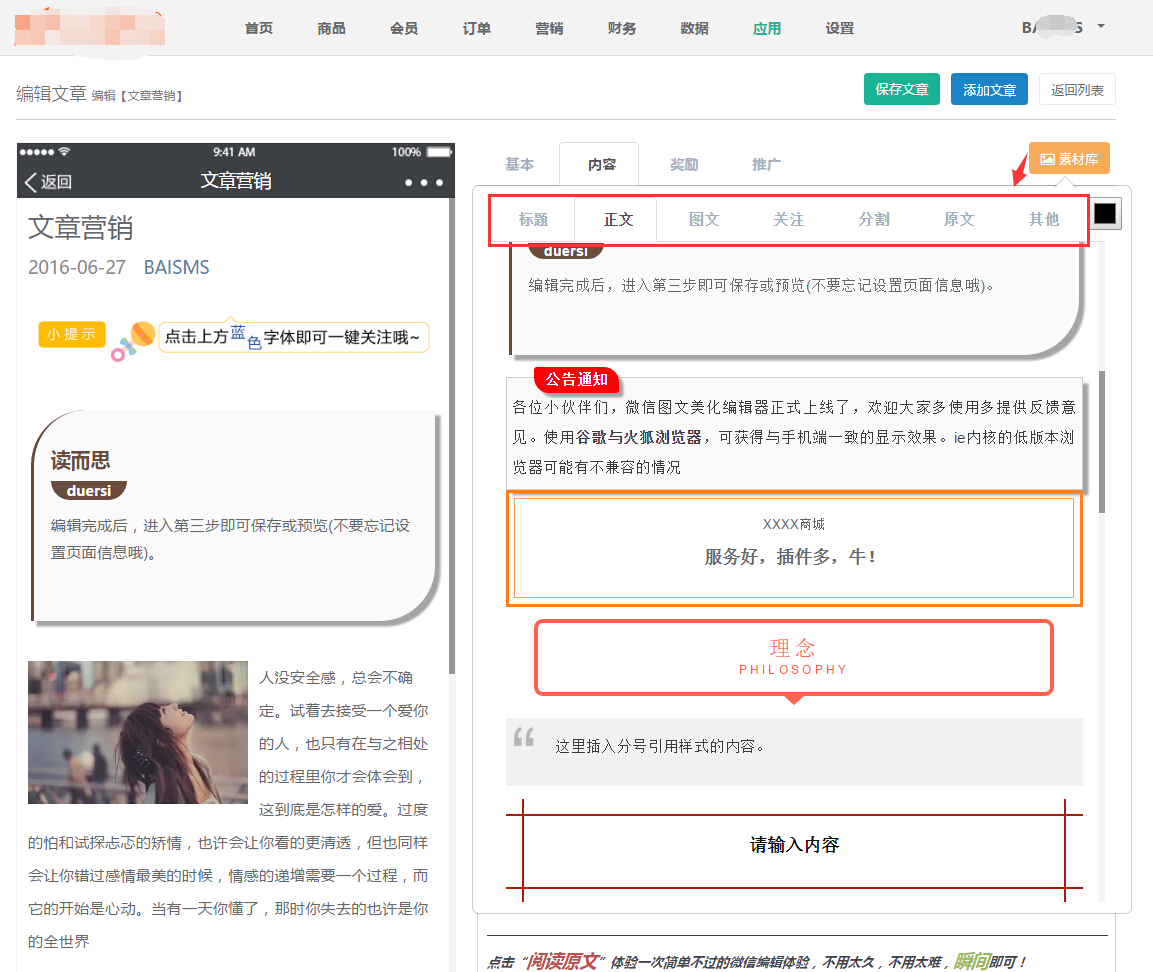 首页 商品 会员 订单 营销 财务 数据 应用 设置
编辑文章 编辑【文章营销】
保存文章 添加文章 返回列表
9:41 AM 100%
返回 文章营销
文章营销
2016-06-27 BAISMS
小提示 点击上方蓝色字体即可一键关注哦~
读而思
duersi
编辑完成后，进入第三步即可保存或预览(不要忘记设
置页面信息哦)。
人没安全感，总会不确
定。试着去接受一个爱你
的人，也只有在与之相处
的过程里你才会体会到，
这到底是怎样的爱。过度
的怕和试探忐忑的矫情，也许会让你看的更清透，但也同样
会让你错过感情最美的时候，情感的递增需要一个过程，而
它的开始是心动。当有一天你懂了，那时你失去的也许是你
的全世界
基本 内容 奖励 推广
素材库
标题 正文 图文 关注 分割 原文 其他
duersi
编辑完成后，进入第三步即可保存或预览(不要忘记设置页面信息哦)。
公告通知
各位小伙伴们，微信图文美化编辑器正式上线了，欢迎大家多使用多提供反馈意
见。使用谷歌与火狐浏览器，可获得与手机端一致的显示效果。ie内核的低版本浏
览器可能有不兼容的情况
XXXX商城
服务好，插件多，牛！
理念
PHILOSOPHY
“ 这里插入分号引用样式的内容。
请输入内容
点击“阅读原文”体验一次简单不过的微信编辑体验，不用太久，不用太难，瞬间即可！